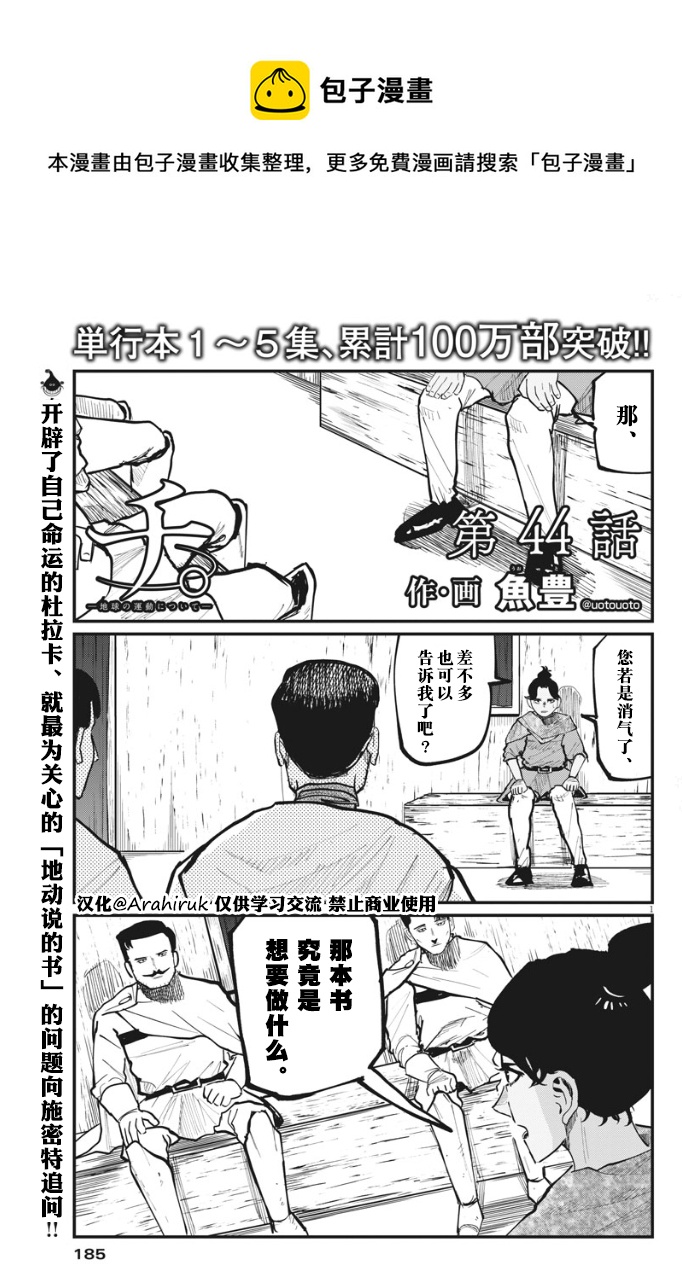 包子漫畫
本漫畫由包子漫畫收集整理，更多免費漫画請搜索「包子漫畫」
単行本１～５集、累計100万部突破!!
開辟了自己命运的杜拉卡、就最为关心的「地动说的书」的问题向施密特追问!!
那、
チ。
―地球の運動について―
第44話
作・画 魚豊
うお とよ
@uotouoto
您若是消气了、
差不多
也可以
告诉我了吧？
汉化@Arahiruk 仅供学习交流 禁止商业使用
1
那本书
究竟是
想要做什么。
185